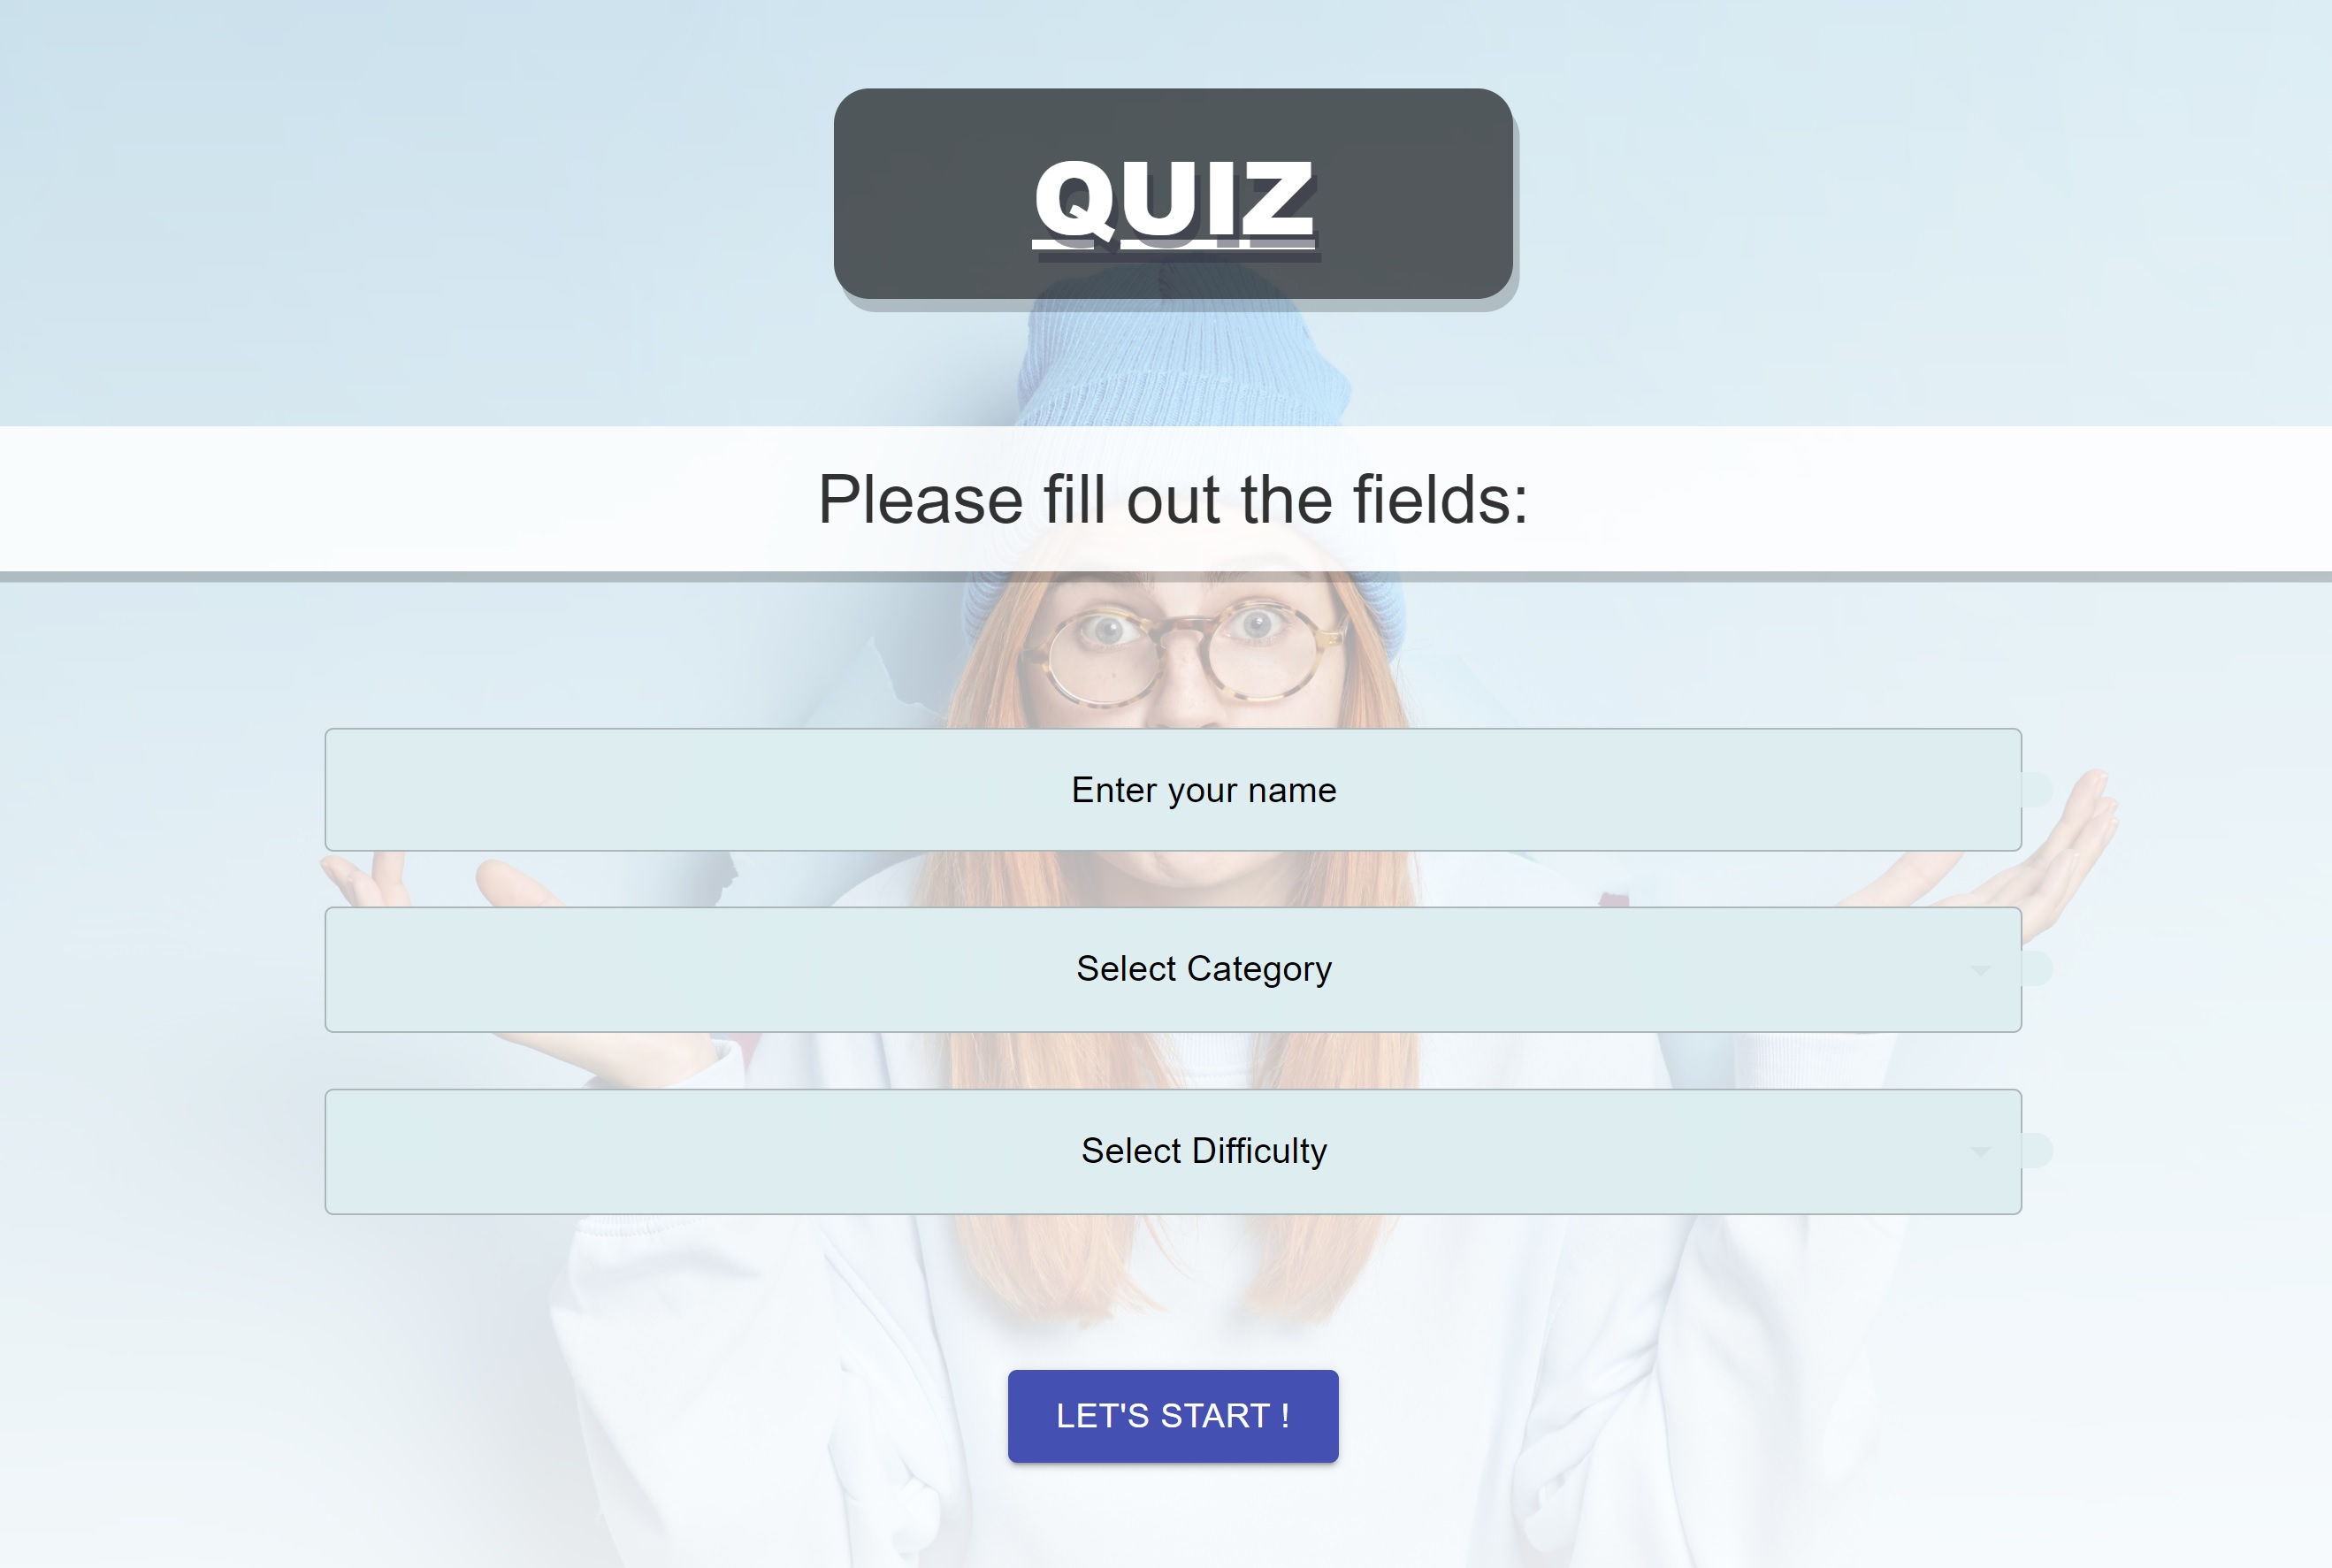 QUIZ
Please fill out the fields:
Enter your name
Select Category
Select Difficulty
LET'S START !